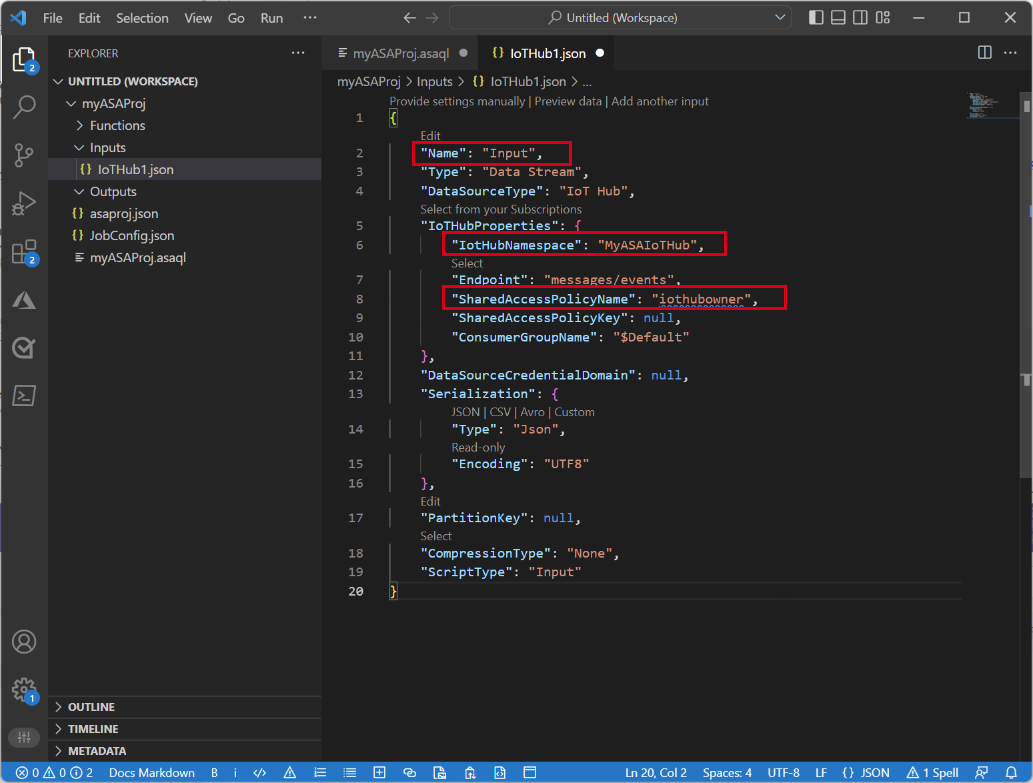 File Edit Selection View Go Run ··· Untitled (Workspace)
EXPLORER ···
UNTITLED (WORKSPACE)
myASAProj
Functions
Inputs
{} IoTHub1.json
Outputs
{} asaproj.json
{} JobConfig.json
myASAProj.asaql
OUTLINE
TIMELINE
METADATA
2
2
1
myASAProj.asaql ● {} IoTHub1.json ● ···
myASAProj > Inputs > {} IoTHub1.json > ...
Provide settings manually | Preview data | Add another input
1 {
Edit
2 "Name": "Input",
3 "Type": "Data Stream",
4 "DataSourceType": "IoT Hub",
Select from your Subscriptions
5 "IoTHubProperties": {
6 "IotHubNamespace": "MyASAIoTHub",
Select
7 "Endpoint": "messages/events",
8 "SharedAccessPolicyName": "iothubowner",
9 "SharedAccessPolicyKey": null,
10 "ConsumerGroupName": "$Default"
11 },
12 "DataSourceCredentialDomain": null,
13 "Serialization": {
JSON | CSV | Avro | Custom
14 "Type": "Json",
Read-only
15 "Encoding": "UTF8"
16 },
Edit
17 "PartitionKey": null,
Select
18 "CompressionType": "None",
19 "ScriptType": "Input"
20 }
0 0 2 Docs Markdown B i </> Ln 20, Col 2 Spaces: 4 UTF-8 LF {} JSON 1 Spell